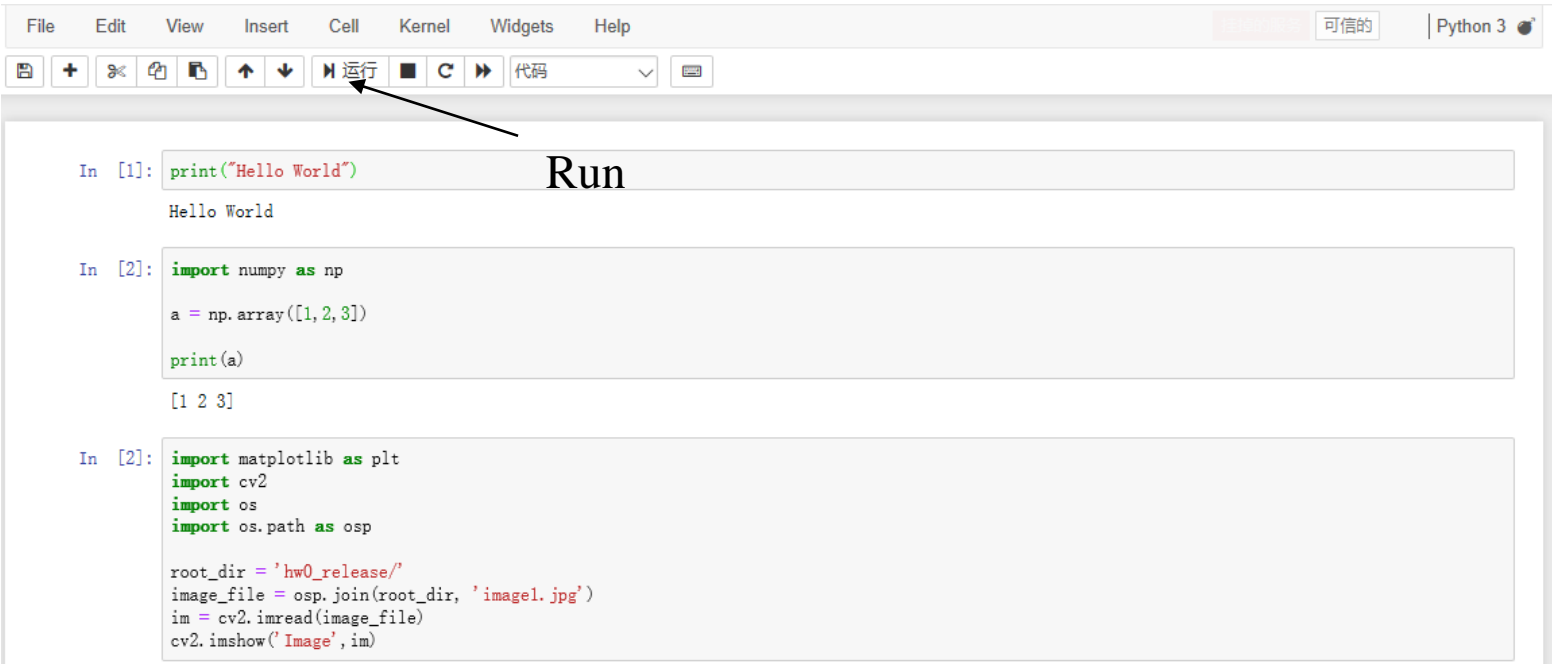 File Edit View Insert Cell Kernel Widgets Help 可信的 Python 3
运行 代码
Run
In [1]: print("Hello World")
Hello World
In [2]: import numpy as np
a = np.array([1,2,3])
print(a)
[1 2 3]
In [2]: import matplotlib as plt
import cv2
import os
import os.path as osp
root_dir = 'hw0_release/'
image_file = osp.join(root_dir, 'image1.jpg')
im = cv2.imread(image_file)
cv2.imshow('Image',im)